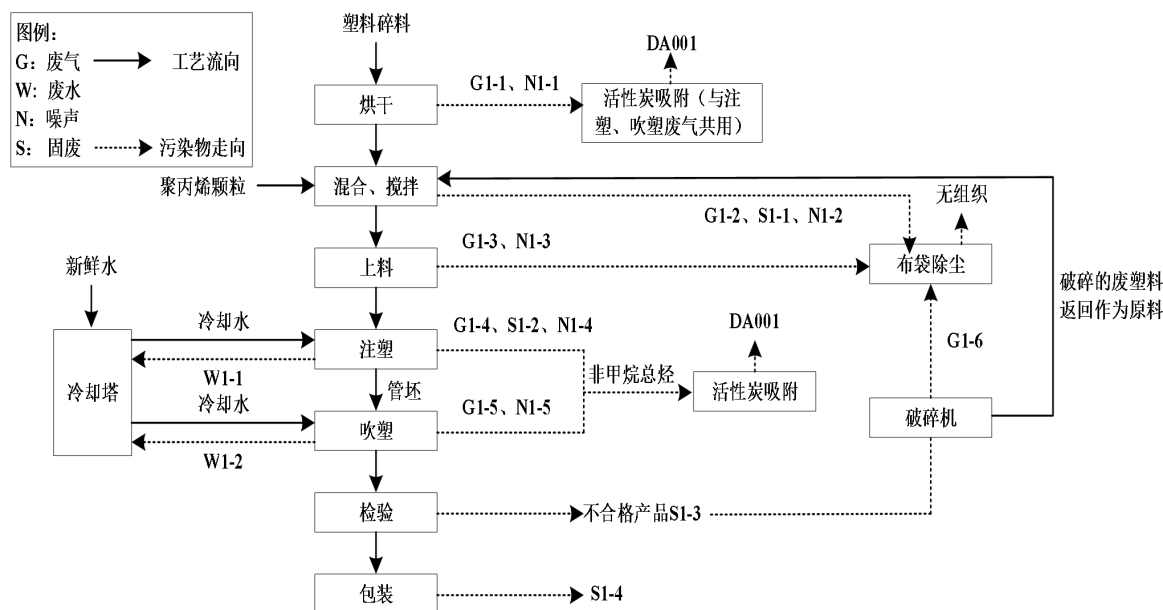 图例：
G：废气
工艺流向
W: 废水
N：噪声
S： 固废
污染物走向
塑料碎料
烘干
G1-1、N1-1
DA001
活性炭吸附（与注
塑、吹塑废气共用）
聚丙烯颗粒
混合、搅拌
G1-2、S1-1、N1-2
无组织
上料
G1-3、N1-3
布袋除尘
破碎的废塑料
返回作为原料
新鲜水
冷却塔
冷却水
W1-1
注塑
G1-4、S1-2、N1-4
DA001
G1-6
管坯
非甲烷总烃
活性炭吸附
冷却水
W1-2
吹塑
G1-5、N1-5
破碎机
检验
不合格产品S1-3
包装
S1-4